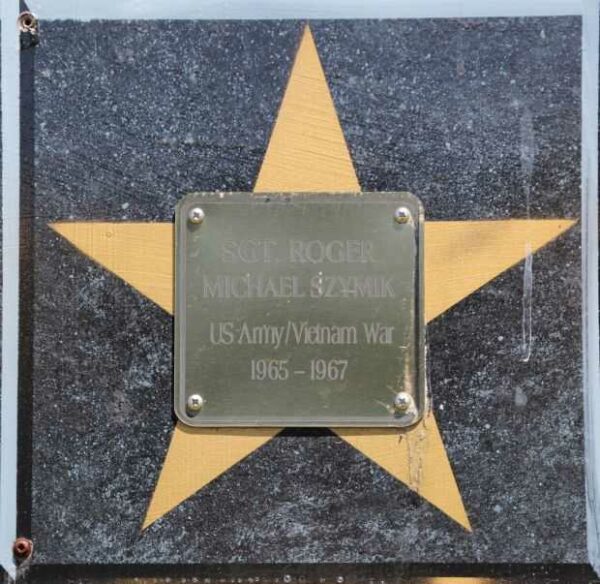 SGT. ROGER
MICHAEL SZYMIK
US Army/Vietnam War
1965 – 1967